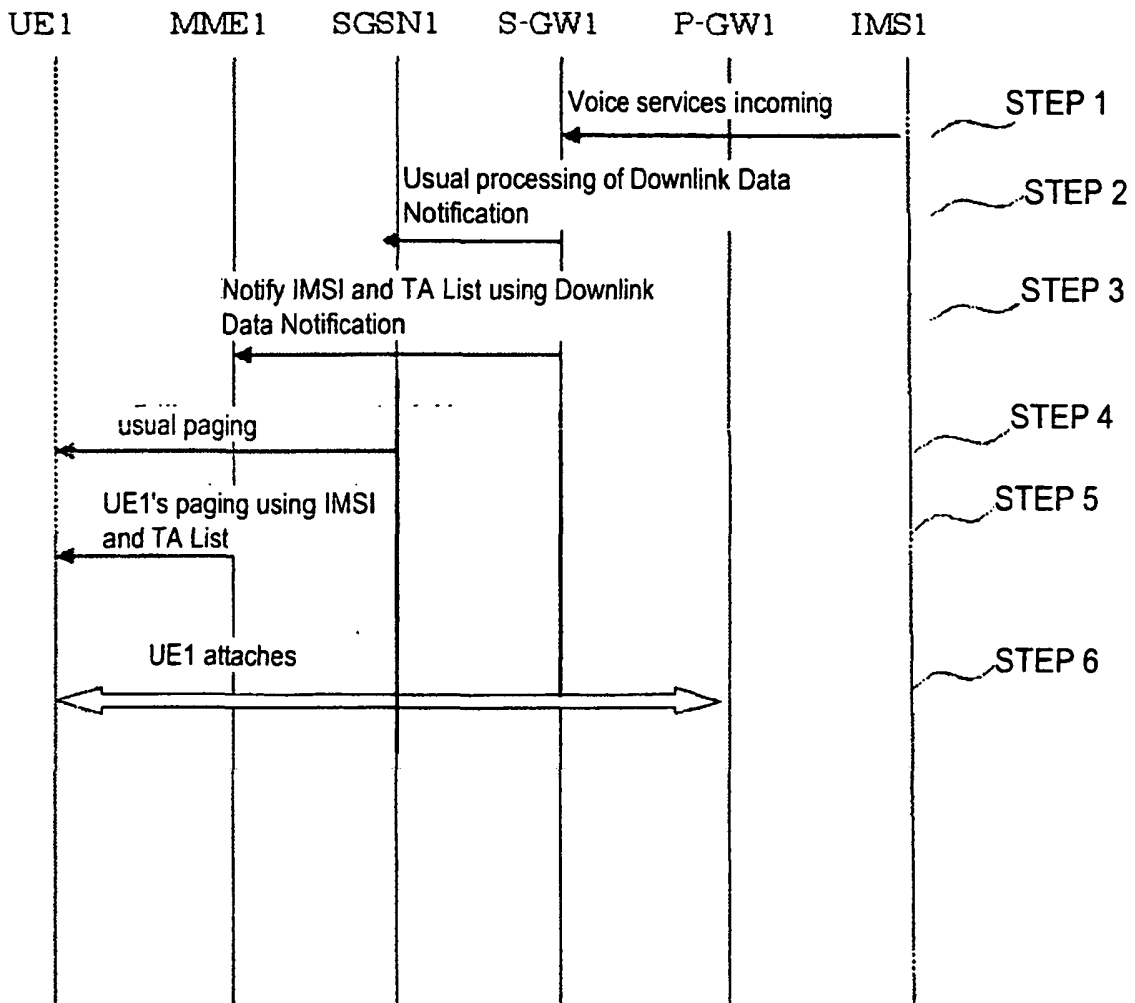 UE1 MME1 SGSN1 S-GW1 P-GW1 IMS1
Voice services incoming
STEP 1
Usual processing of Downlink Data
Notification
STEP 2
Notify IMSI and TA List using Downlink
Data Notification
STEP 3
usual paging
STEP 4
UE1's paging using IMSI
and TA List
STEP 5
UE1 attaches
STEP 6